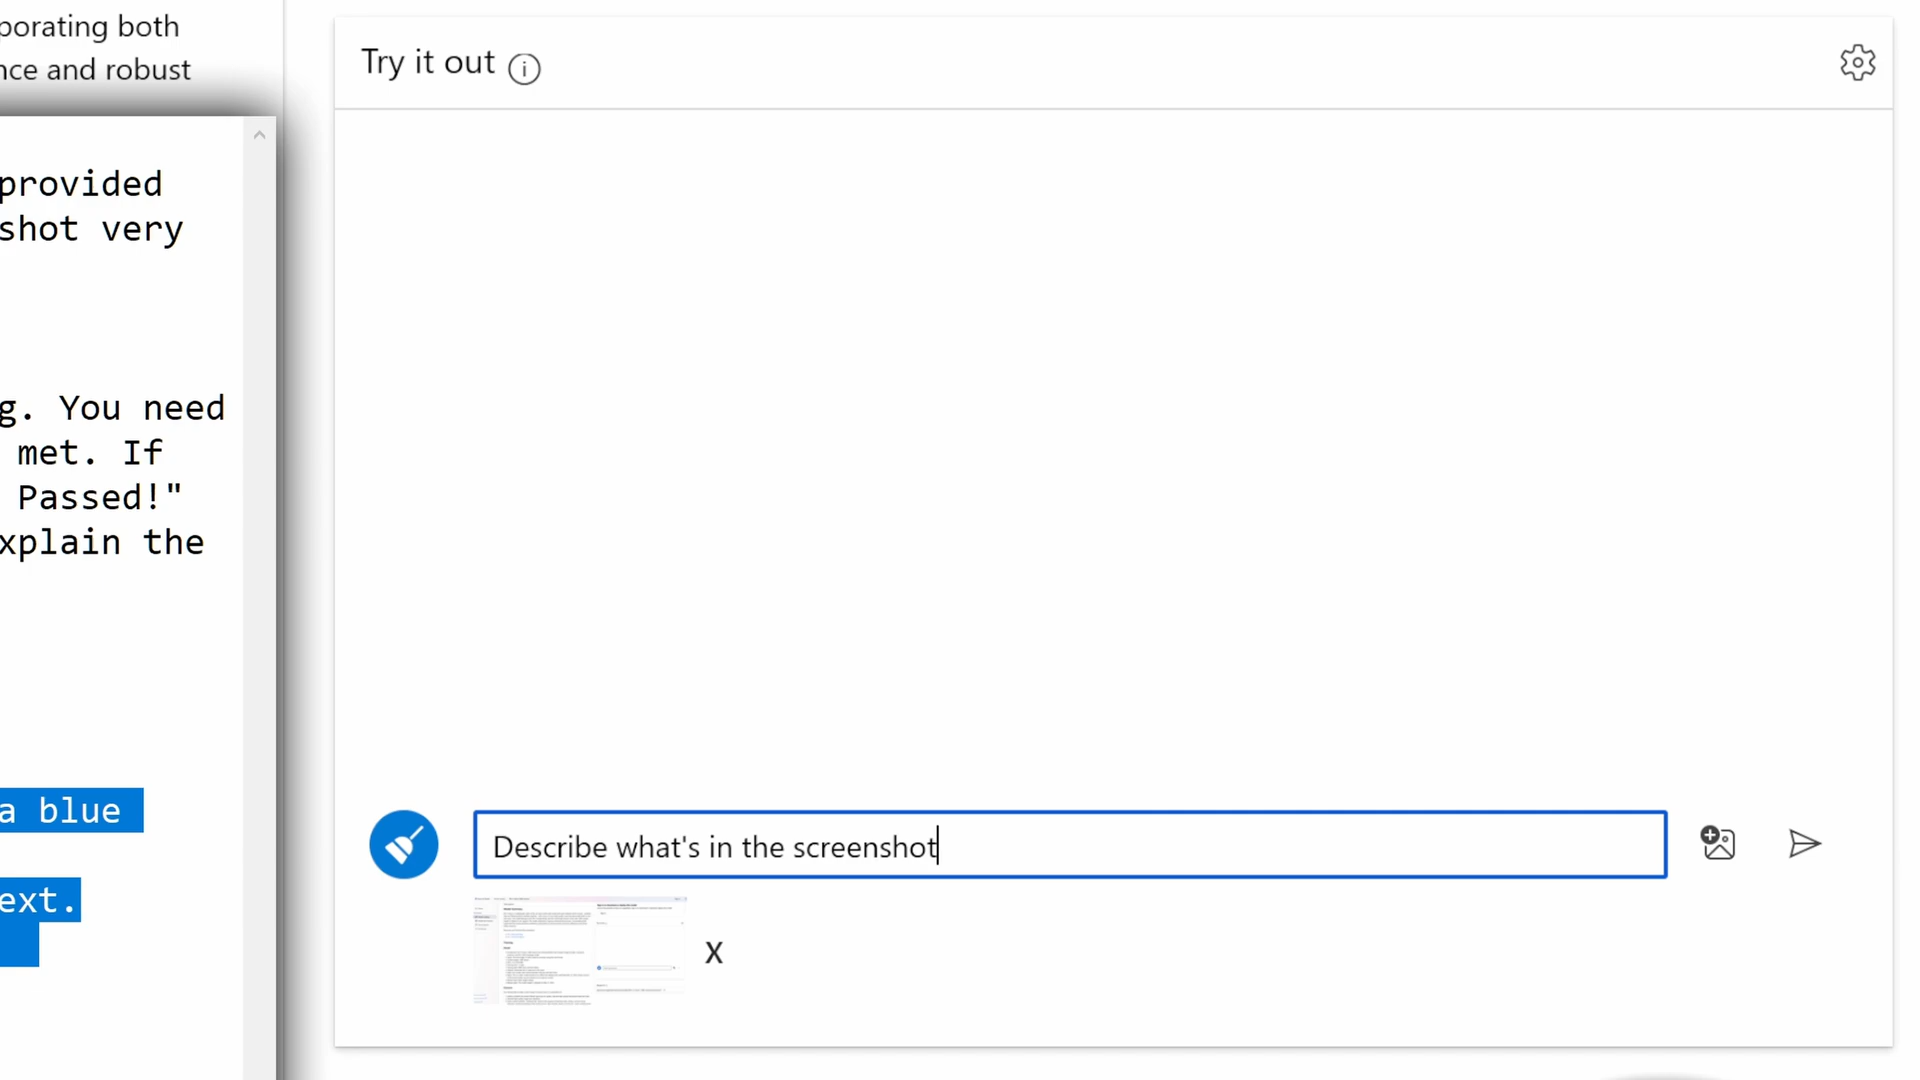 porating both
nce and robust
provided
shot very
g. You need
met. If
Passed!"
xplain the
a blue
ext.
Try it out
Describe what's in the screenshot
X